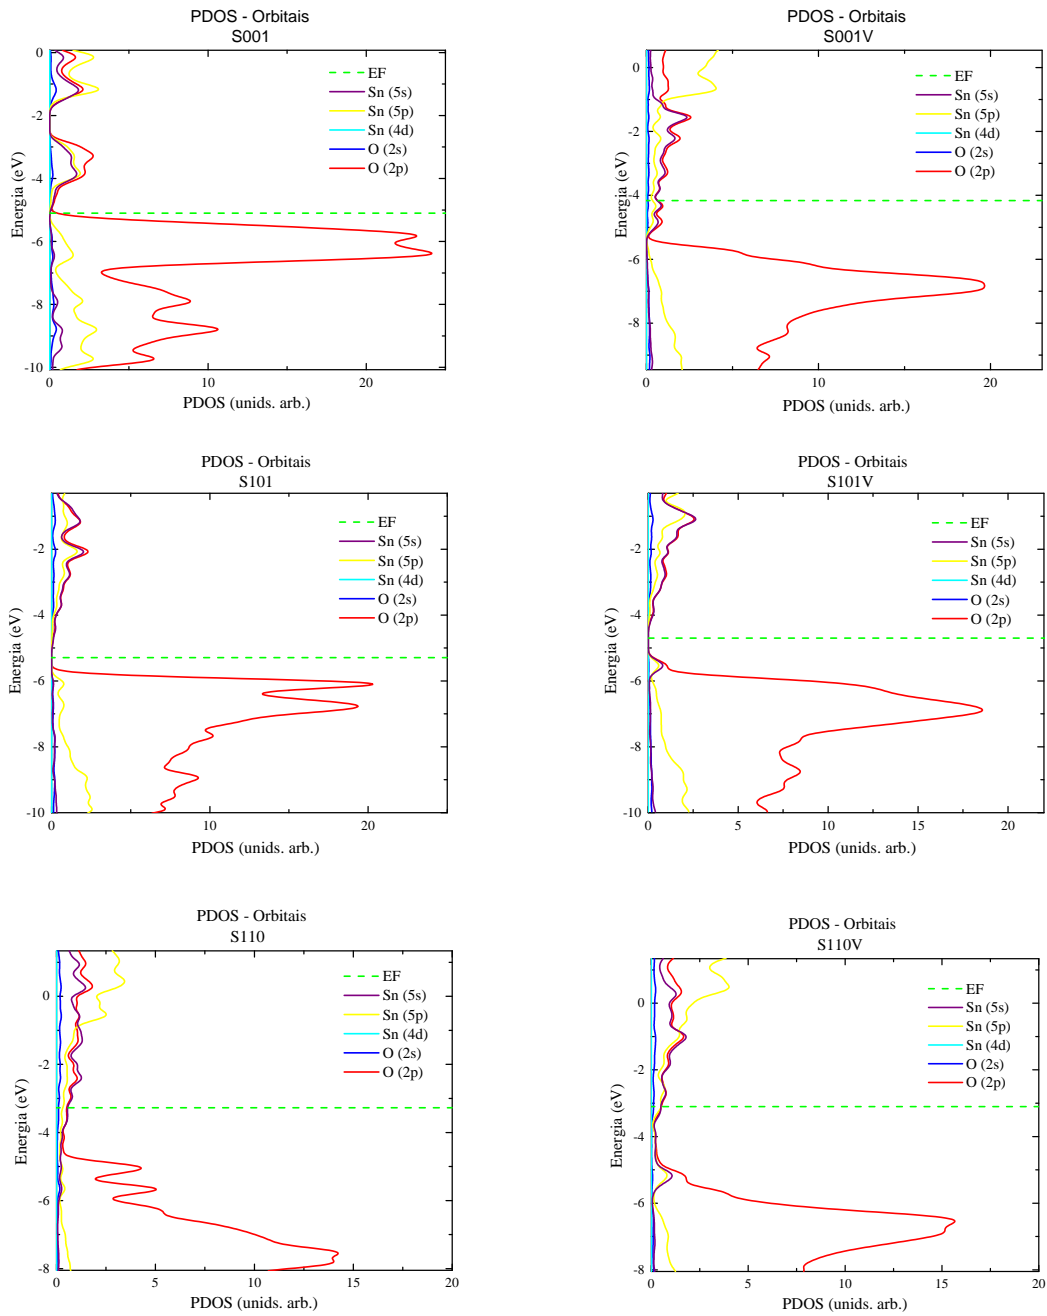 PDOS - Orbitais
S001
0
-2
-4
-6
-8
-10
Energia (eV)
EF
Sn (5s)
Sn (5p)
Sn (4d)
O (2s)
O (2p)
0
10
20
PDOS (unids. arb.)
PDOS - Orbitais
S001V
0
-2
-4
-6
-8
Energia (eV)
EF
Sn (5s)
Sn (5p)
Sn (4d)
O (2s)
O (2p)
0
10
20
PDOS (unids. arb.)
PDOS - Orbitais
S101
-2
-4
-6
-8
-10
Energia (eV)
EF
Sn (5s)
Sn (5p)
Sn (4d)
O (2s)
O (2p)
0
10
20
PDOS (unids. arb.)
PDOS - Orbitais
S101V
-2
-4
-6
-8
-10
Energia (eV)
EF
Sn (5s)
Sn (5p)
Sn (4d)
O (2s)
O (2p)
0
5
10
15
20
PDOS (unids. arb.)
PDOS - Orbitais
S110
0
-2
-4
-6
-8
Energia (eV)
EF
Sn (5s)
Sn (5p)
Sn (4d)
O (2s)
O (2p)
0
5
10
15
20
PDOS (unids. arb.)
PDOS - Orbitais
S110V
0
-2
-4
-6
-8
Energia (eV)
EF
Sn (5s)
Sn (5p)
Sn (4d)
O (2s)
O (2p)
0
5
10
15
20
PDOS (unids. arb.)